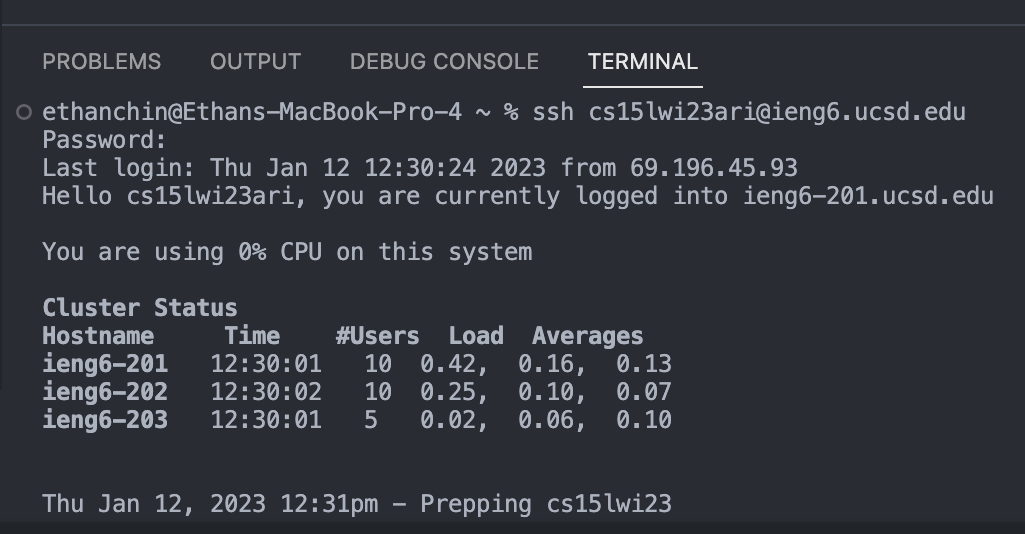 PROBLEMS OUTPUT DEBUG CONSOLE TERMINAL
ethanchin@Ethans-MacBook-Pro-4 ~ % ssh cs15lwi23ari@ieng6.ucsd.edu
Password:
Last login: Thu Jan 12 12:30:24 2023 from 69.196.45.93
Hello cs15lwi23ari, you are currently logged into ieng6-201.ucsd.edu
You are using 0% CPU on this system
Cluster Status
Hostname Time #Users Load Averages
ieng6-201 12:30:01 10 0.42, 0.16, 0.13
ieng6-202 12:30:02 10 0.25, 0.10, 0.07
ieng6-203 12:30:01 5 0.02, 0.06, 0.10
Thu Jan 12, 2023 12:31pm - Prepping cs15lwi23